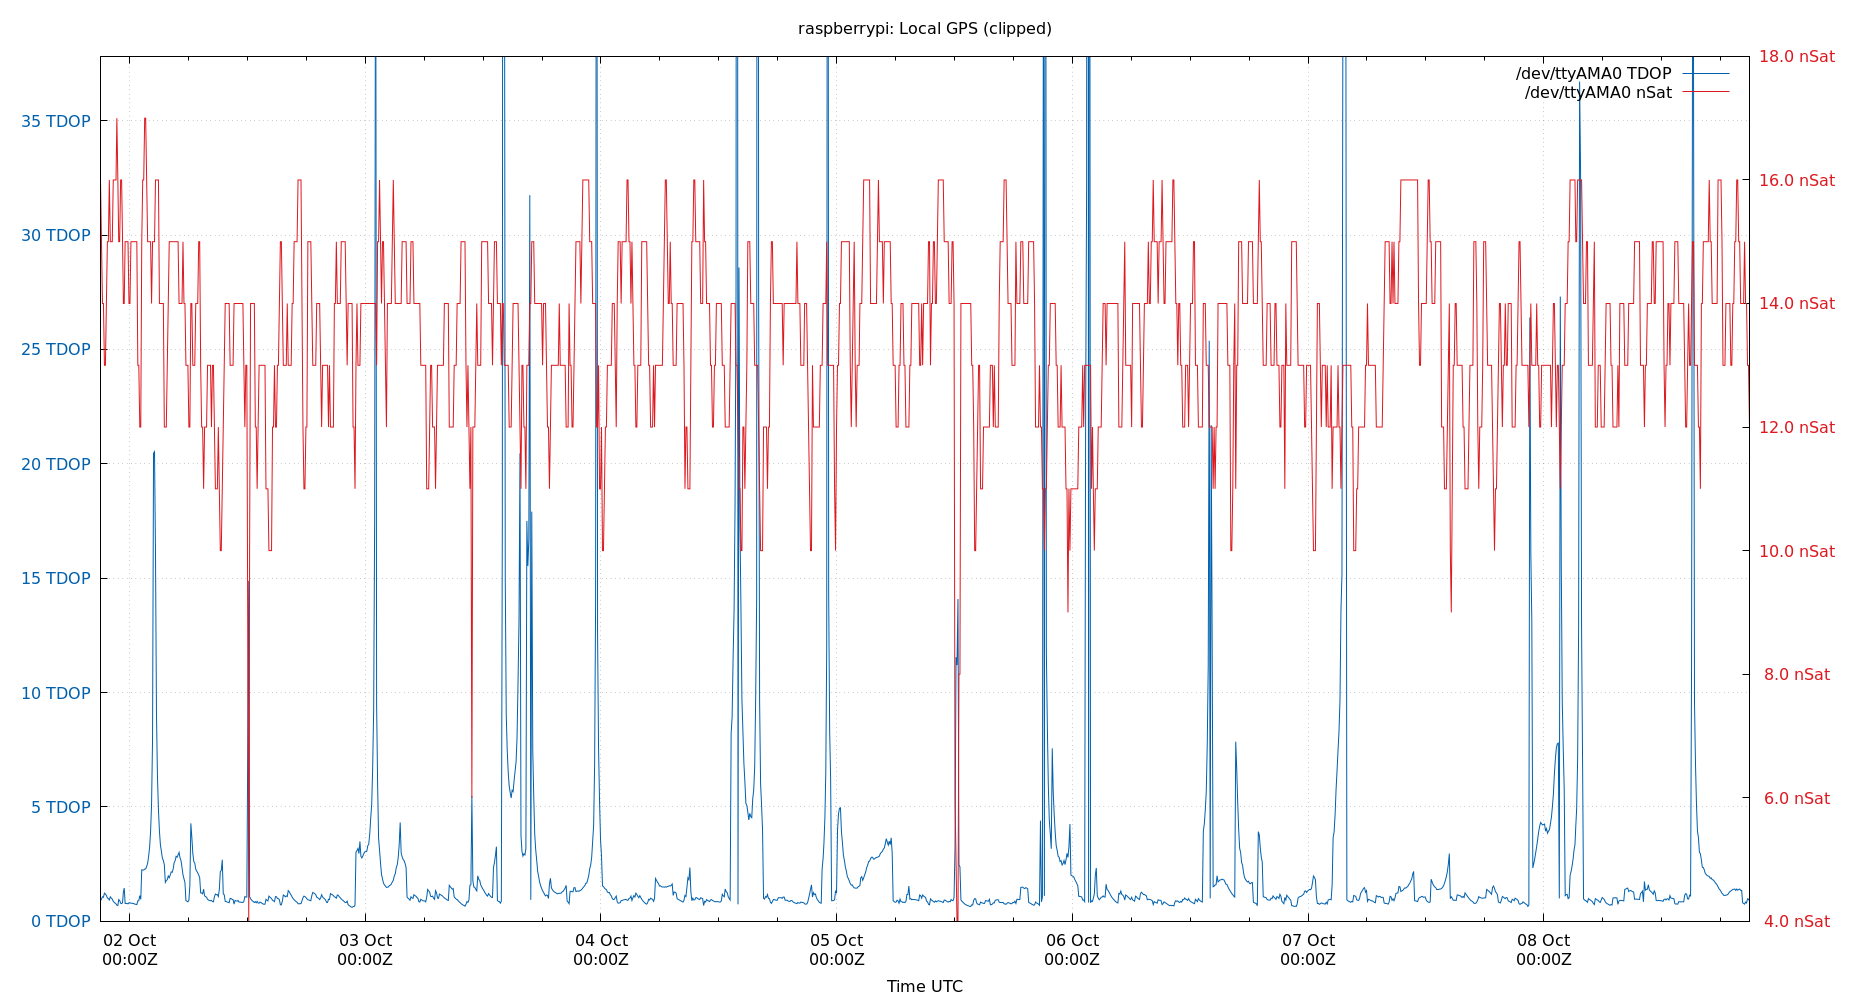 raspberrypi: Local GPS (clipped)
/dev/ttyAMA0 TDOP
/dev/ttyAMA0 nSat
35 TDOP
30 TDOP
25 TDOP
20 TDOP
15 TDOP
10 TDOP
5 TDOP
0 TDOP
18.0 nSat
16.0 nSat
14.0 nSat
12.0 nSat
10.0 nSat
8.0 nSat
6.0 nSat
4.0 nSat
02 Oct
00:00Z
03 Oct
00:00Z
04 Oct
00:00Z
05 Oct
00:00Z
06 Oct
00:00Z
07 Oct
00:00Z
08 Oct
00:00Z
Time UTC